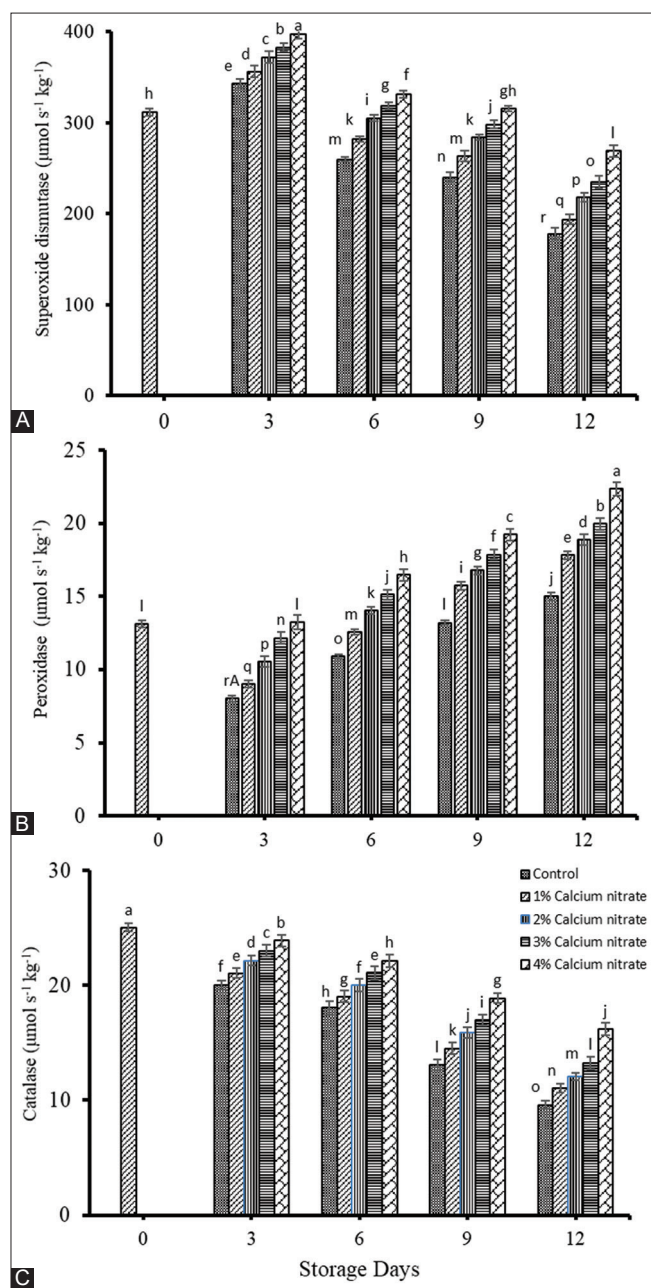 Superoxide dismutase (µmol s⁻¹ kg⁻¹)
400
300
200
100
0
h
e d c b a
m k i g f
n m k j gh
r q p o l
0 3 6 9 12
A
Peroxidase (µmol s⁻¹ kg⁻¹)
25
20
15
10
5
0
l
rA q p n l
o m k j h
l i g f c
j e d b a
0 3 6 9 12
B
Catalase (µmol s⁻¹ kg⁻¹)
30
20
10
0
Control
1% Calcium nitrate
2% Calcium nitrate
3% Calcium nitrate
4% Calcium nitrate
a
f e d c b
h g f e h
l k j i g
o n m l j
0 3 6 9 12
Storage Days
C